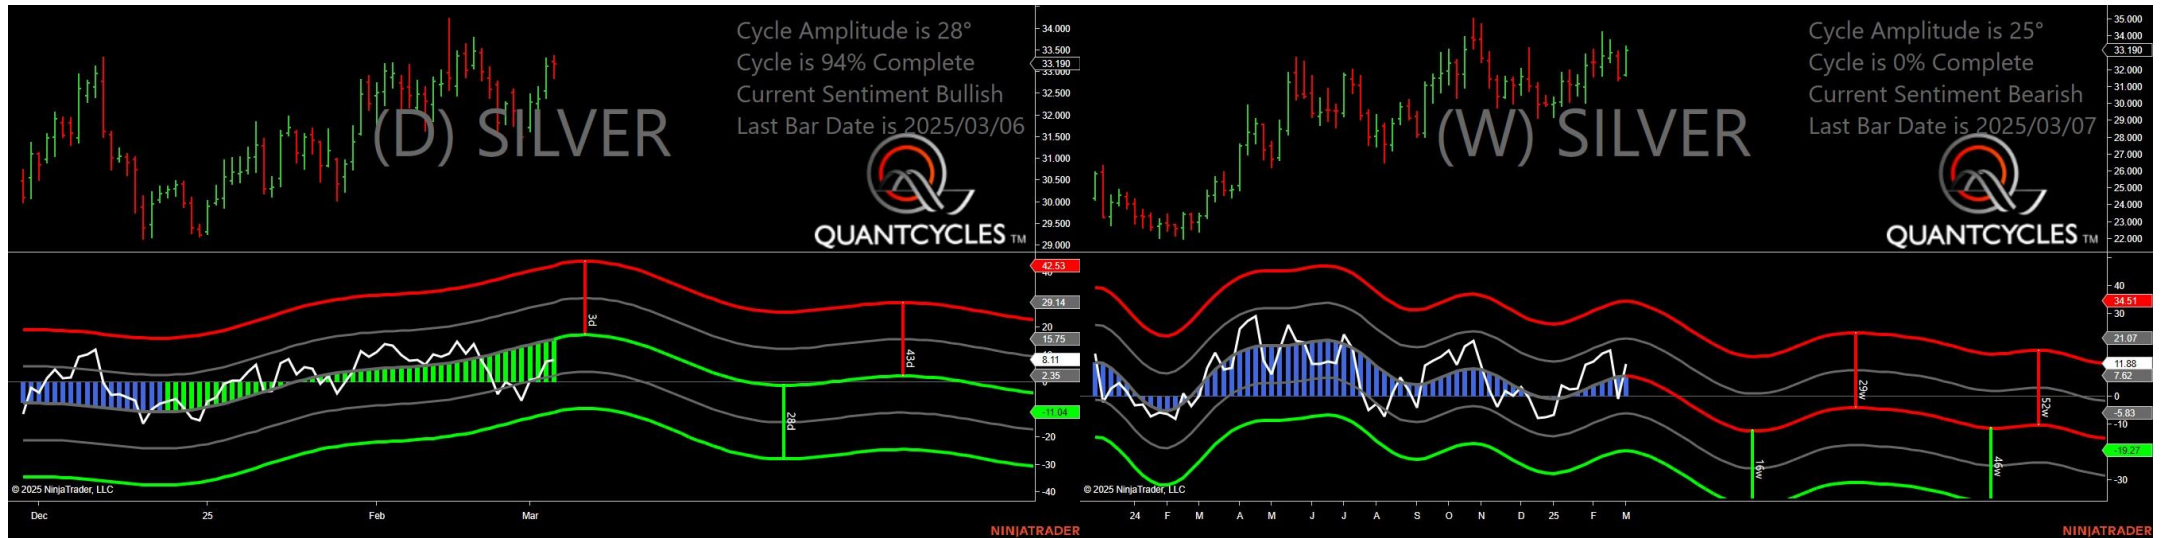 Cycle Amplitude is 28°
Cycle is 94% Complete
Current Sentiment Bullish
Last Bar Date is 2025/03/06
(D) SILVER
QUANTCYCLES TM
34.000
33.500
33.190
33.000
32.500
32.000
31.500
31.000
30.500
30.000
29.500
29.000
42.53
40
29.14
20
15.75
8.11
2.35
0
-11.04
-20
-30
-40
3d
28d
43d
© 2025 NinjaTrader, LLC
Dec
25
Feb
Mar
NINJATRADER
Cycle Amplitude is 25°
Cycle is 0% Complete
Current Sentiment Bearish
Last Bar Date is 2025/03/07
(W) SILVER
QUANTCYCLES TM
35.000
34.000
33.190
32.000
31.000
30.000
29.000
28.000
27.000
26.000
25.000
24.000
23.000
22.000
40
34.51
30
21.07
11.88
7.62
0
-5.83
-10
-19.27
-30
16w
29w
46w
52w
© 2025 NinjaTrader, LLC
24
F
M
A
M
J
J
A
S
O
N
D
25
F
M
NINJATRADER